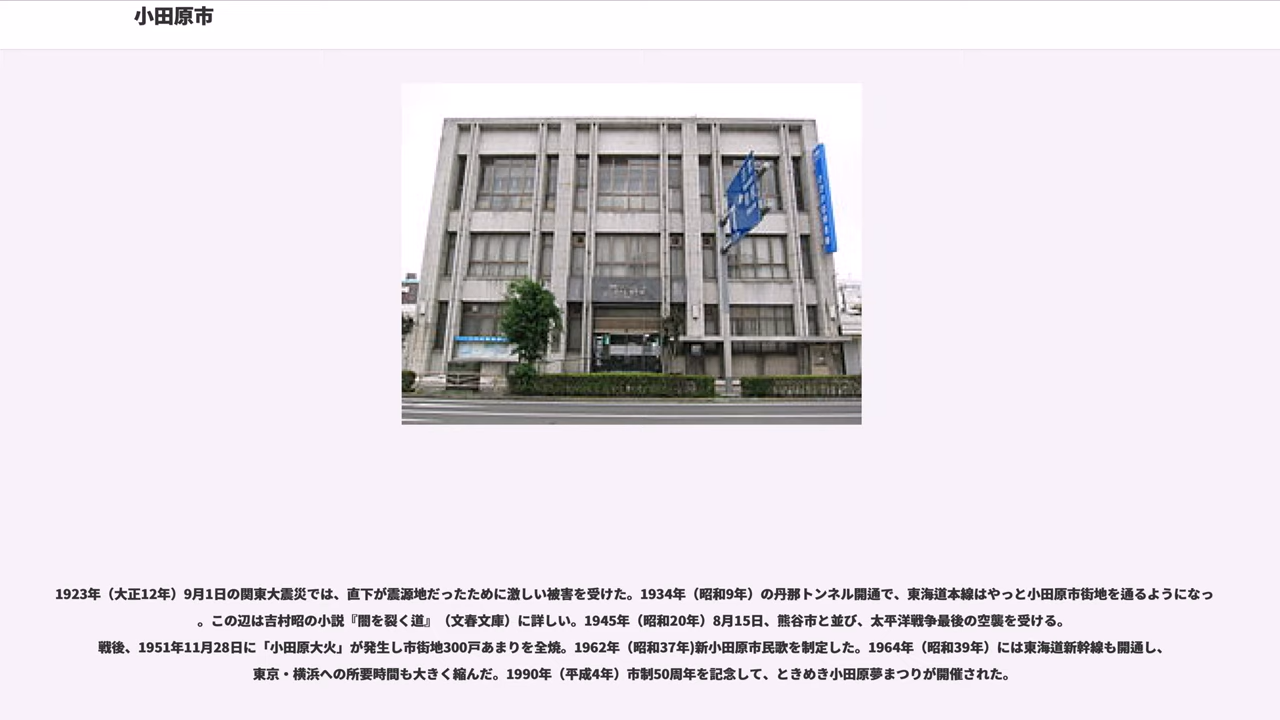 小田原市
1923年（大正12年）9月1日の関東大震災では、直下が震源地だったために激しい被害を受けた。1934年（昭和9年）の丹那トンネル開通で、東海道本線はやっと小田原市街地を通るようになっ
。この辺は吉村昭の小説『闇を裂く道』（文春文庫）に詳しい。1945年（昭和20年）8月15日、熊谷市と並び、太平洋戦争最後の空襲を受ける。
戦後、1951年11月28日に「小田原大火」が発生し市街地300戸あまりを全焼。1962年（昭和37年)新小田原市民歌を制定した。1964年（昭和39年）には東海道新幹線も開通し、
東京・横浜への所要時間も大きく縮んだ。1990年（平成4年）市制50周年を記念して、ときめき小田原夢まつりが開催された。